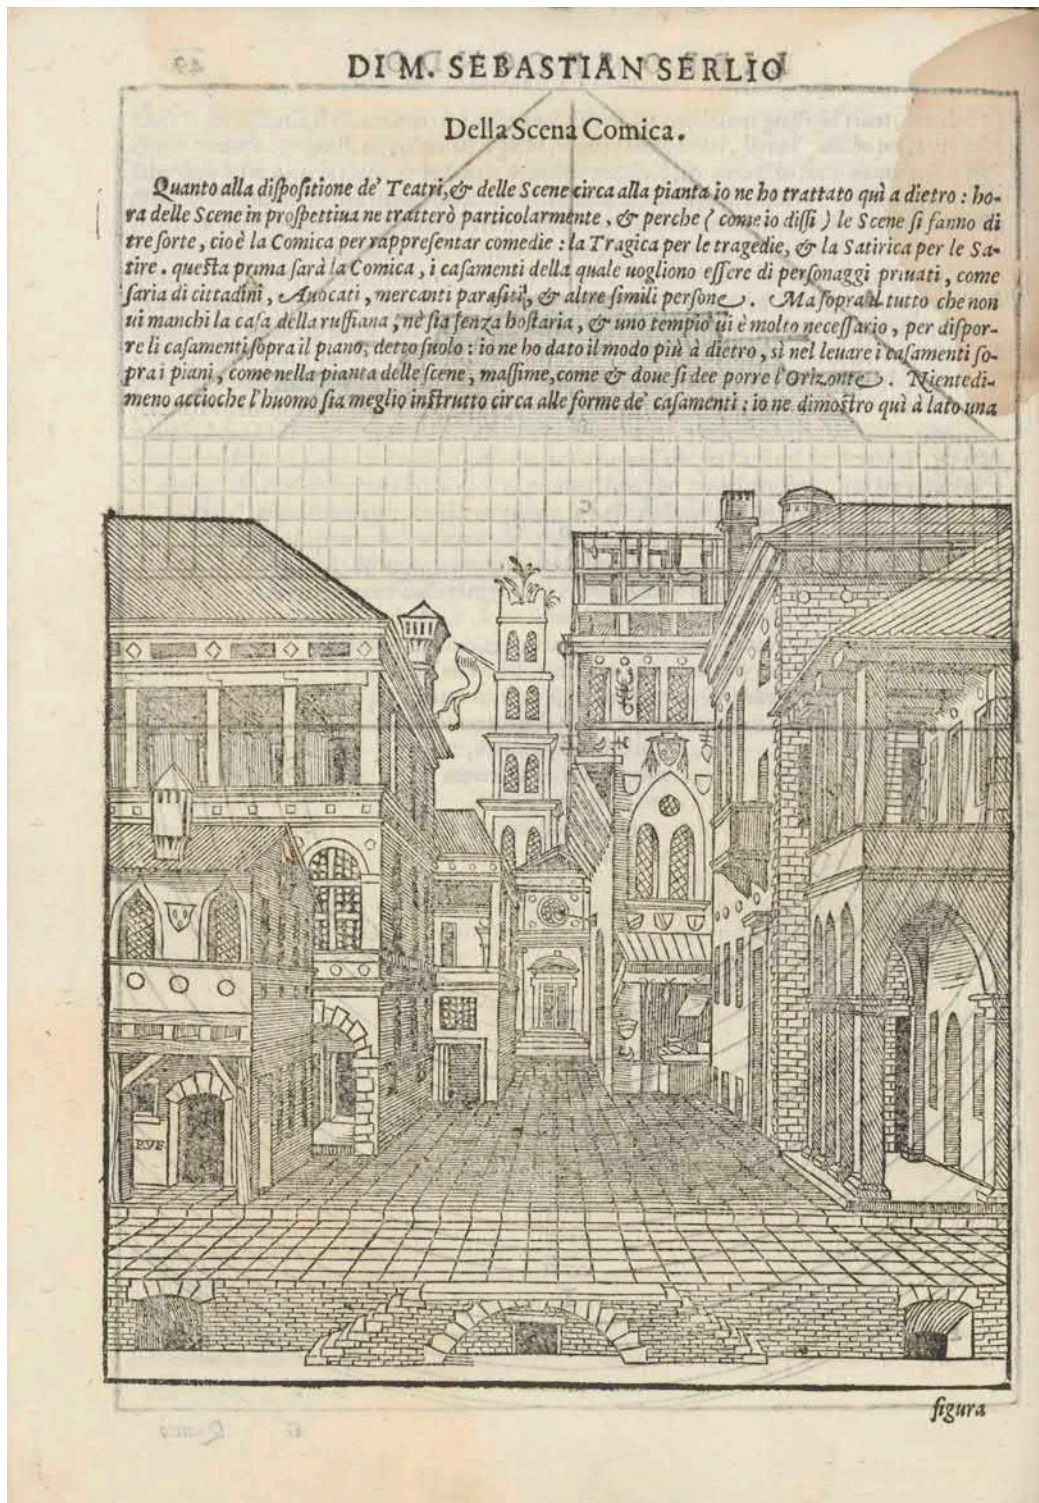 DI M. SEBASTIAN SERLIO
Della Scena Comica.
Quanto alla dispositione de' Teatri, & delle Scene circa alla pianta io ne ho trattato quì a dietro : ho-
ra delle Scene in prospettiua ne tratterò particolarmente, & perche ( come io dissi ) le Scene si fanno di
tre sorte, cioè la Comica per rappresentar comedie : la Tragica per le tragedie, & la Satirica per le Sa-
tire. questa prima sarà la Comica, i casamenti della quale uogliono essere di personaggi priuati, come
saria di cittadini, Auocati, mercanti parasiti, & altre simili persone. Ma sopra il tutto che non
ui manchi la casa della ruffiana, nè sia senza hostaria, & uno tempio ui è molto necessario, per dispor-
re li casamenti sopra il piano, detto suolo : io ne ho dato il modo più à dietro, sì nel leuare i casamenti so-
pra i piani, come nella pianta delle scene, massime, come & doue si dee porre l'Orizonte. Nientedi-
meno accioche l'huomo sia meglio instrutto circa alle forme de' casamenti : io ne dimostro quì à lato una
RVF
figura